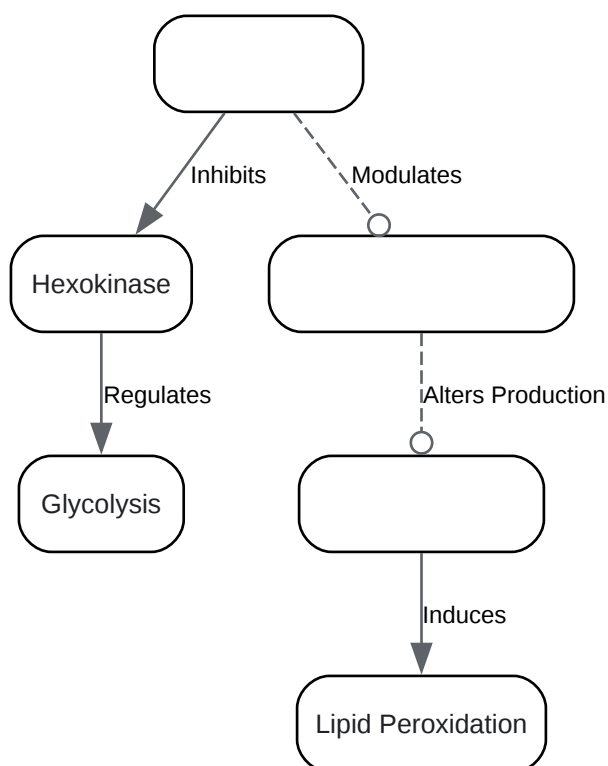 Inhibits
Modulates
Hexokinase
Regulates
Alters Production
Glycolysis
Induces
Lipid Peroxidation